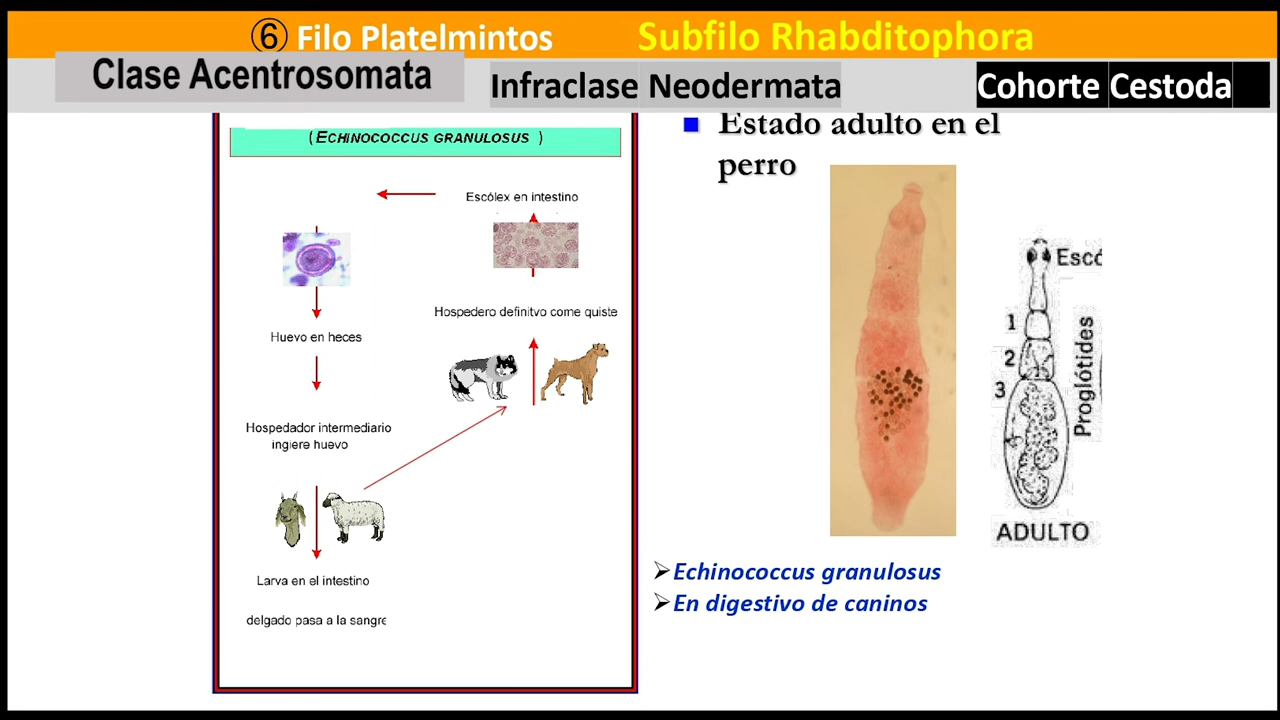 ⑥ Filo Platelmintos Subfilo Rhabditophora
Clase Acentrosomata Infraclase Neodermata Cohorte Cestoda
(ECHINOCOCCUS GRANULOSUS )
Escólex en intestino
Hospedero definitvo come quiste
Huevo en heces
Hospedador intermediario
ingiere huevo
Larva en el intestino
delgado pasa a la sangre
Estado adulto en el
perro
Escó
1
2
3
Proglótides
ADULTO
Echinococcus granulosus
En digestivo de caninos